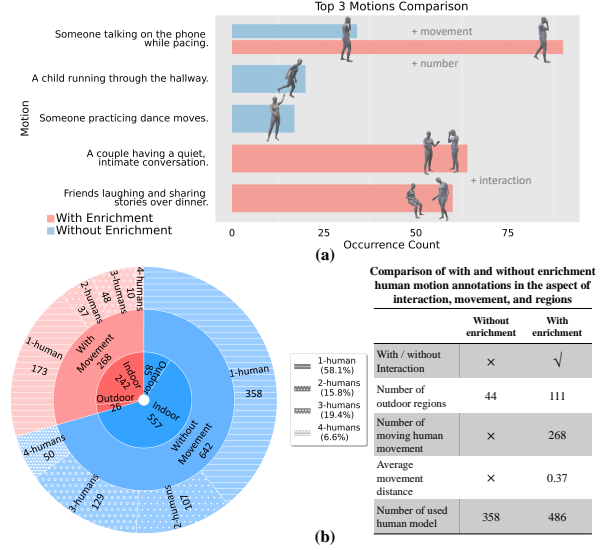 Top 3 Motions Comparison
Someone talking on the phone
while pacing.
+ movement
+ number
A child running through the hallway.
Someone practicing dance moves.
A couple having a quiet,
intimate conversation.
+ interaction
Friends laughing and sharing
stories over dinner.
Motion
With Enrichment
Without Enrichment
0
25
50
75
Occurrence Count
(a)
4-humans
10
3-humans
48
2-humans
37
1-human
173
With
Movement
268
Indoor
242
Outdoor
26
Outdoor
85
Indoor
557
Without
Movement
642
1-human
358
4-humans
50
3-humans
129
2-humans
107
1-human
(58.1%)
2-humans
(15.8%)
3-humans
(19.4%)
4-humans
(6.6%)
(b)
Comparison of with and without enrichment
human motion annotations in the aspect of
interaction, movement, and regions
Without
enrichment
With
enrichment
With / without
Interaction
×
√
Number of
outdoor regions
44
111
Number of
moving human
movement
×
268
Average
movement
distance
×
0.37
Number of used
human model
358
486